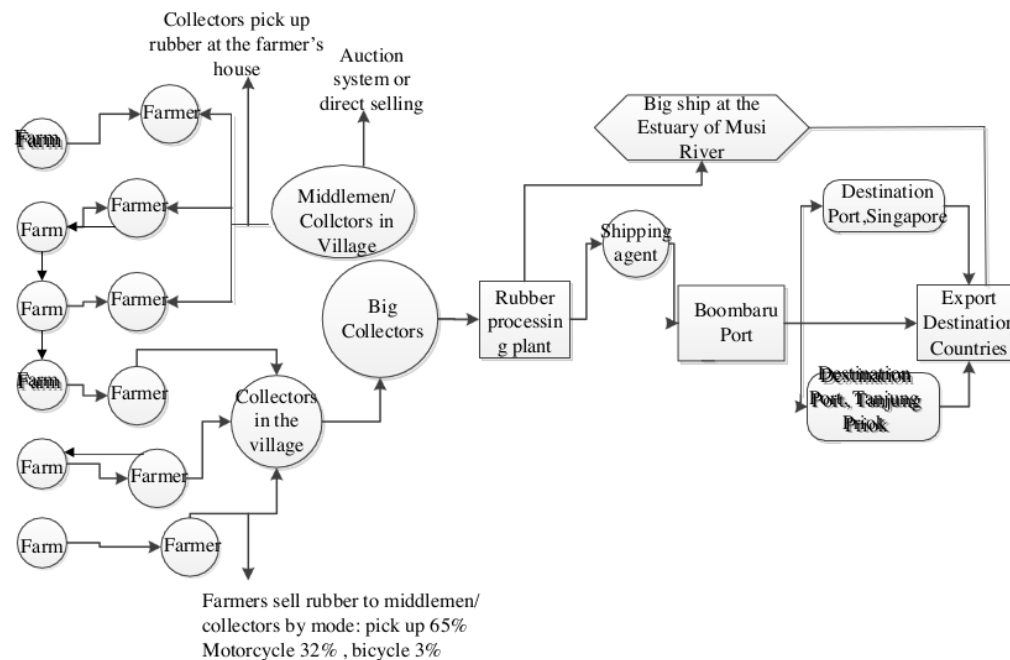 Collectors pick up
rubber at the farmer's
house
Auction
system or
direct selling
Farmer
Farm
Big ship at the
Estuary of Musi
River
Middlemen/
Collctors in
Village
Destination
Port,Singapore
Farmer
Farm
Shipping
agent
Farmer
Farm
Big
Collectors
Rubber
processin
g plant
Boombaru
Port
Export
Destination
Countries
Farm
Farmer
Collectors
in the
village
Destination
Port, Tanjung
Priok
Farm
Farmer
Farm
Farmer
Farmers sell rubber to middlemen/
collectors by mode: pick up 65%
Motorcycle 32% , bicycle 3%